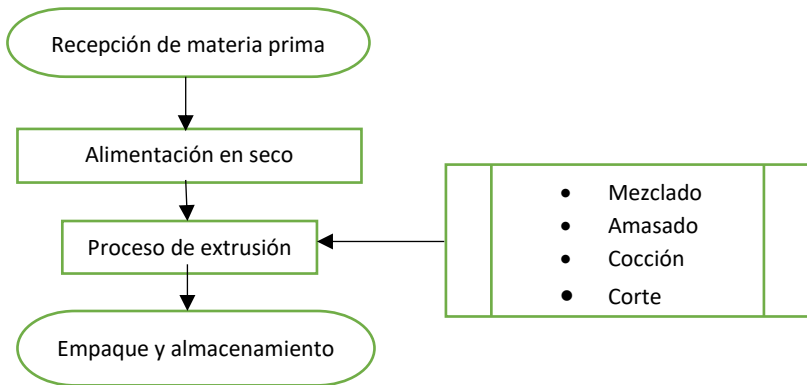 Recepción de materia prima
Alimentación en seco
Proceso de extrusión
Empaque y almacenamiento
• Mezclado
• Amasado
• Cocción
• Corte